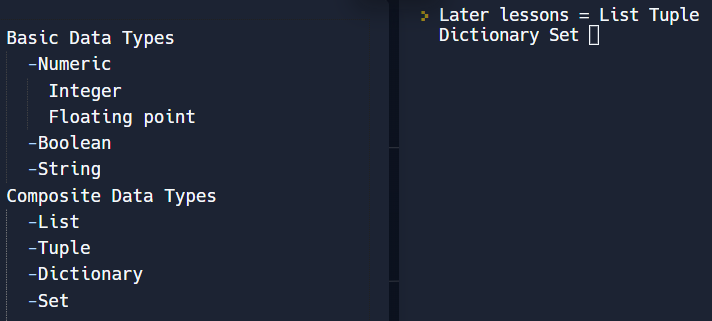 Basic Data Types
-Numeric
Integer
Floating point
-Boolean
-String
Composite Data Types
-List
-Tuple
-Dictionary
-Set
> Later lessons = List Tuple
Dictionary Set